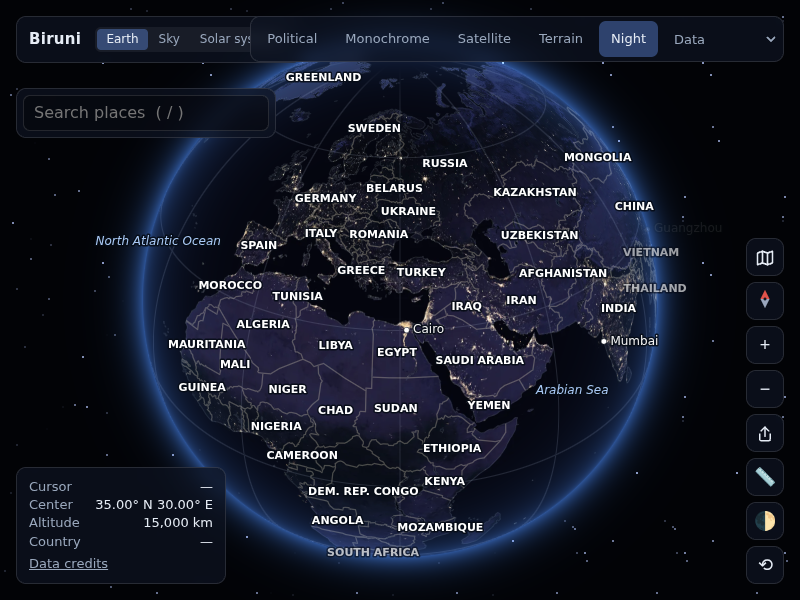 Biruni
Earth
Sky
Solar sys
Political
Monochrome
Satellite
Terrain
Night
Data
Search places ( / )
GREENLAND
SWEDEN
RUSSIA
MONGOLIA
BELARUS
KAZAKHSTAN
GERMANY
CHINA
UKRAINE
Guangzhou
ITALY
ROMANIA
UZBEKISTAN
North Atlantic Ocean
SPAIN
VIETNAM
GREECE
TURKEY
AFGHANISTAN
MOROCCO
THAILAND
TUNISIA
IRAQ
IRAN
INDIA
ALGERIA
Cairo
MAURITANIA
LIBYA
EGYPT
Mumbai
MALI
SAUDI ARABIA
GUINEA
NIGER
Arabian Sea
CHAD
SUDAN
YEMEN
NIGERIA
CAMEROON
ETHIOPIA
KENYA
DEM. REP. CONGO
ANGOLA
MOZAMBIQUE
SOUTH AFRICA
+
−
Cursor —
Center 35.00° N 30.00° E
Altitude 15,000 km
Country —
Data credits